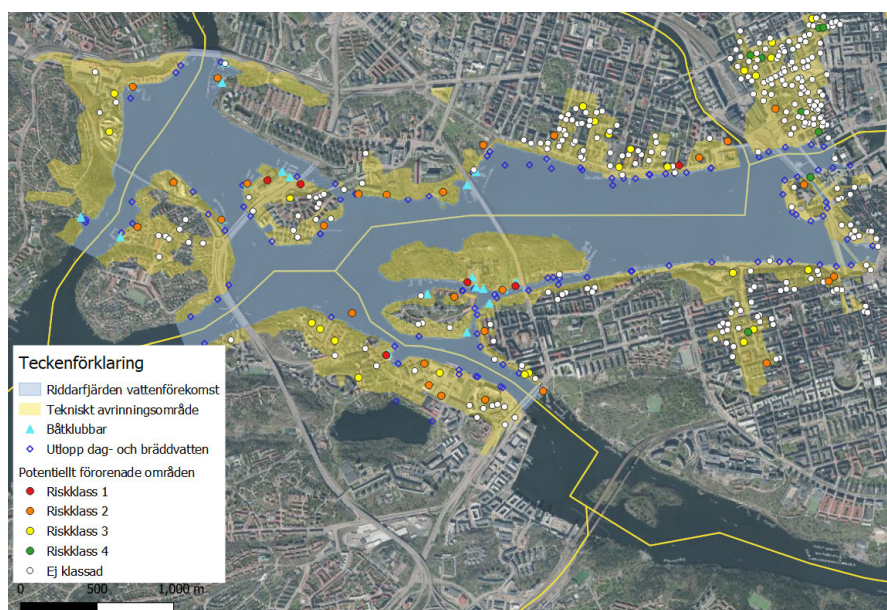 Teckenförklaring
Riddarfjärden vattenförekomst
Tekniskt avrinningsområde
Båtklubbar
Utlopp dag- och bräddvatten
Potentiellt förorenade områden
Riskklass 1
Riskklass 2
Riskklass 3
Riskklass 4
Ej klassad
0 500 1,000 m